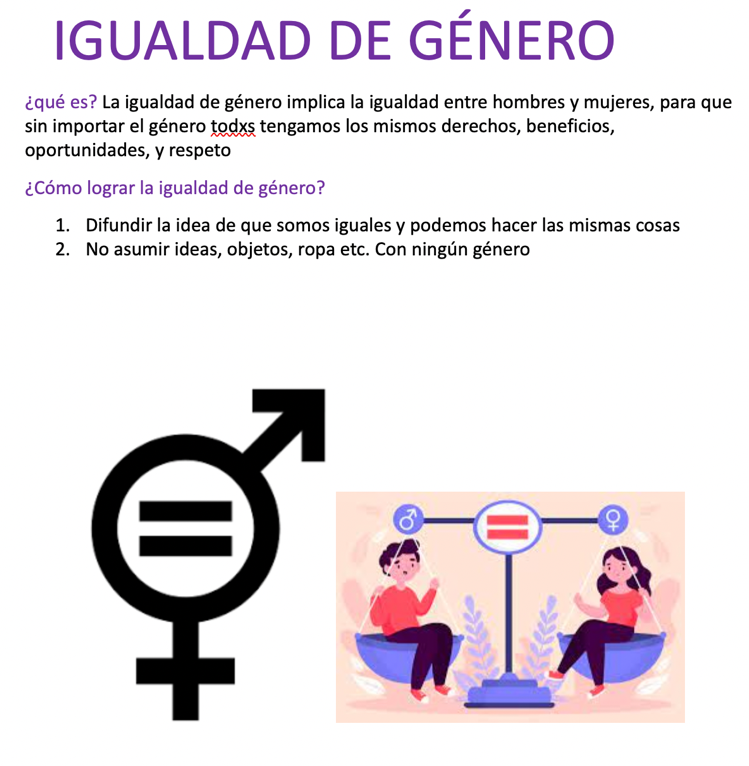 IGUALDAD DE GÉNERO
¿qué es? La igualdad de género implica la igualdad entre hombres y mujeres, para que
sin importar el género todxs tengamos los mismos derechos, beneficios,
oportunidades, y respeto
¿Cómo lograr la igualdad de género?
1. Difundir la idea de que somos iguales y podemos hacer las mismas cosas
2. No asumir ideas, objetos, ropa etc. Con ningún género